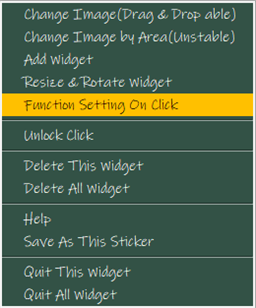 Change Image(Drag & Drop able)
Change Image by Area(Unstable)
Add Widget
Resize & Rotate Widget
Function Setting On Click
Unlock Click
Delete This Widget
Delete All Widget
Help
Save As This Sticker
Quit This Widget
Quit All Widget